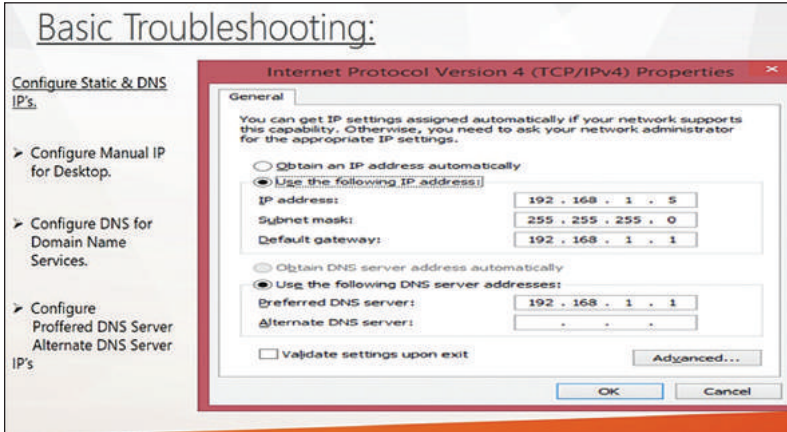 Basic Troubleshooting:
Configure Static & DNS
IP's.
➢ Configure Manual IP
for Desktop.
➢ Configure DNS for
Domain Name
Services.
➢ Configure
Proffered DNS Server
Alternate DNS Server
IP's
Internet Protocol Version 4 (TCP/IPv4) Properties
General
You can get IP settings assigned automatically if your network supports
this capability. Otherwise, you need to ask your network administrator
for the appropriate IP settings.
Obtain an IP address automatically
Use the following IP address:
IP address: 192 . 168 . 1 . 5
Subnet mask: 255 . 255 . 255 . 0
Default gateway: 192 . 168 . 1 . 1
Obtain DNS server address automatically
Use the following DNS server addresses:
Preferred DNS server: 192 . 168 . 1 . 1
Alternate DNS server: . . .
Validate settings upon exit
Advanced...
OK Cancel